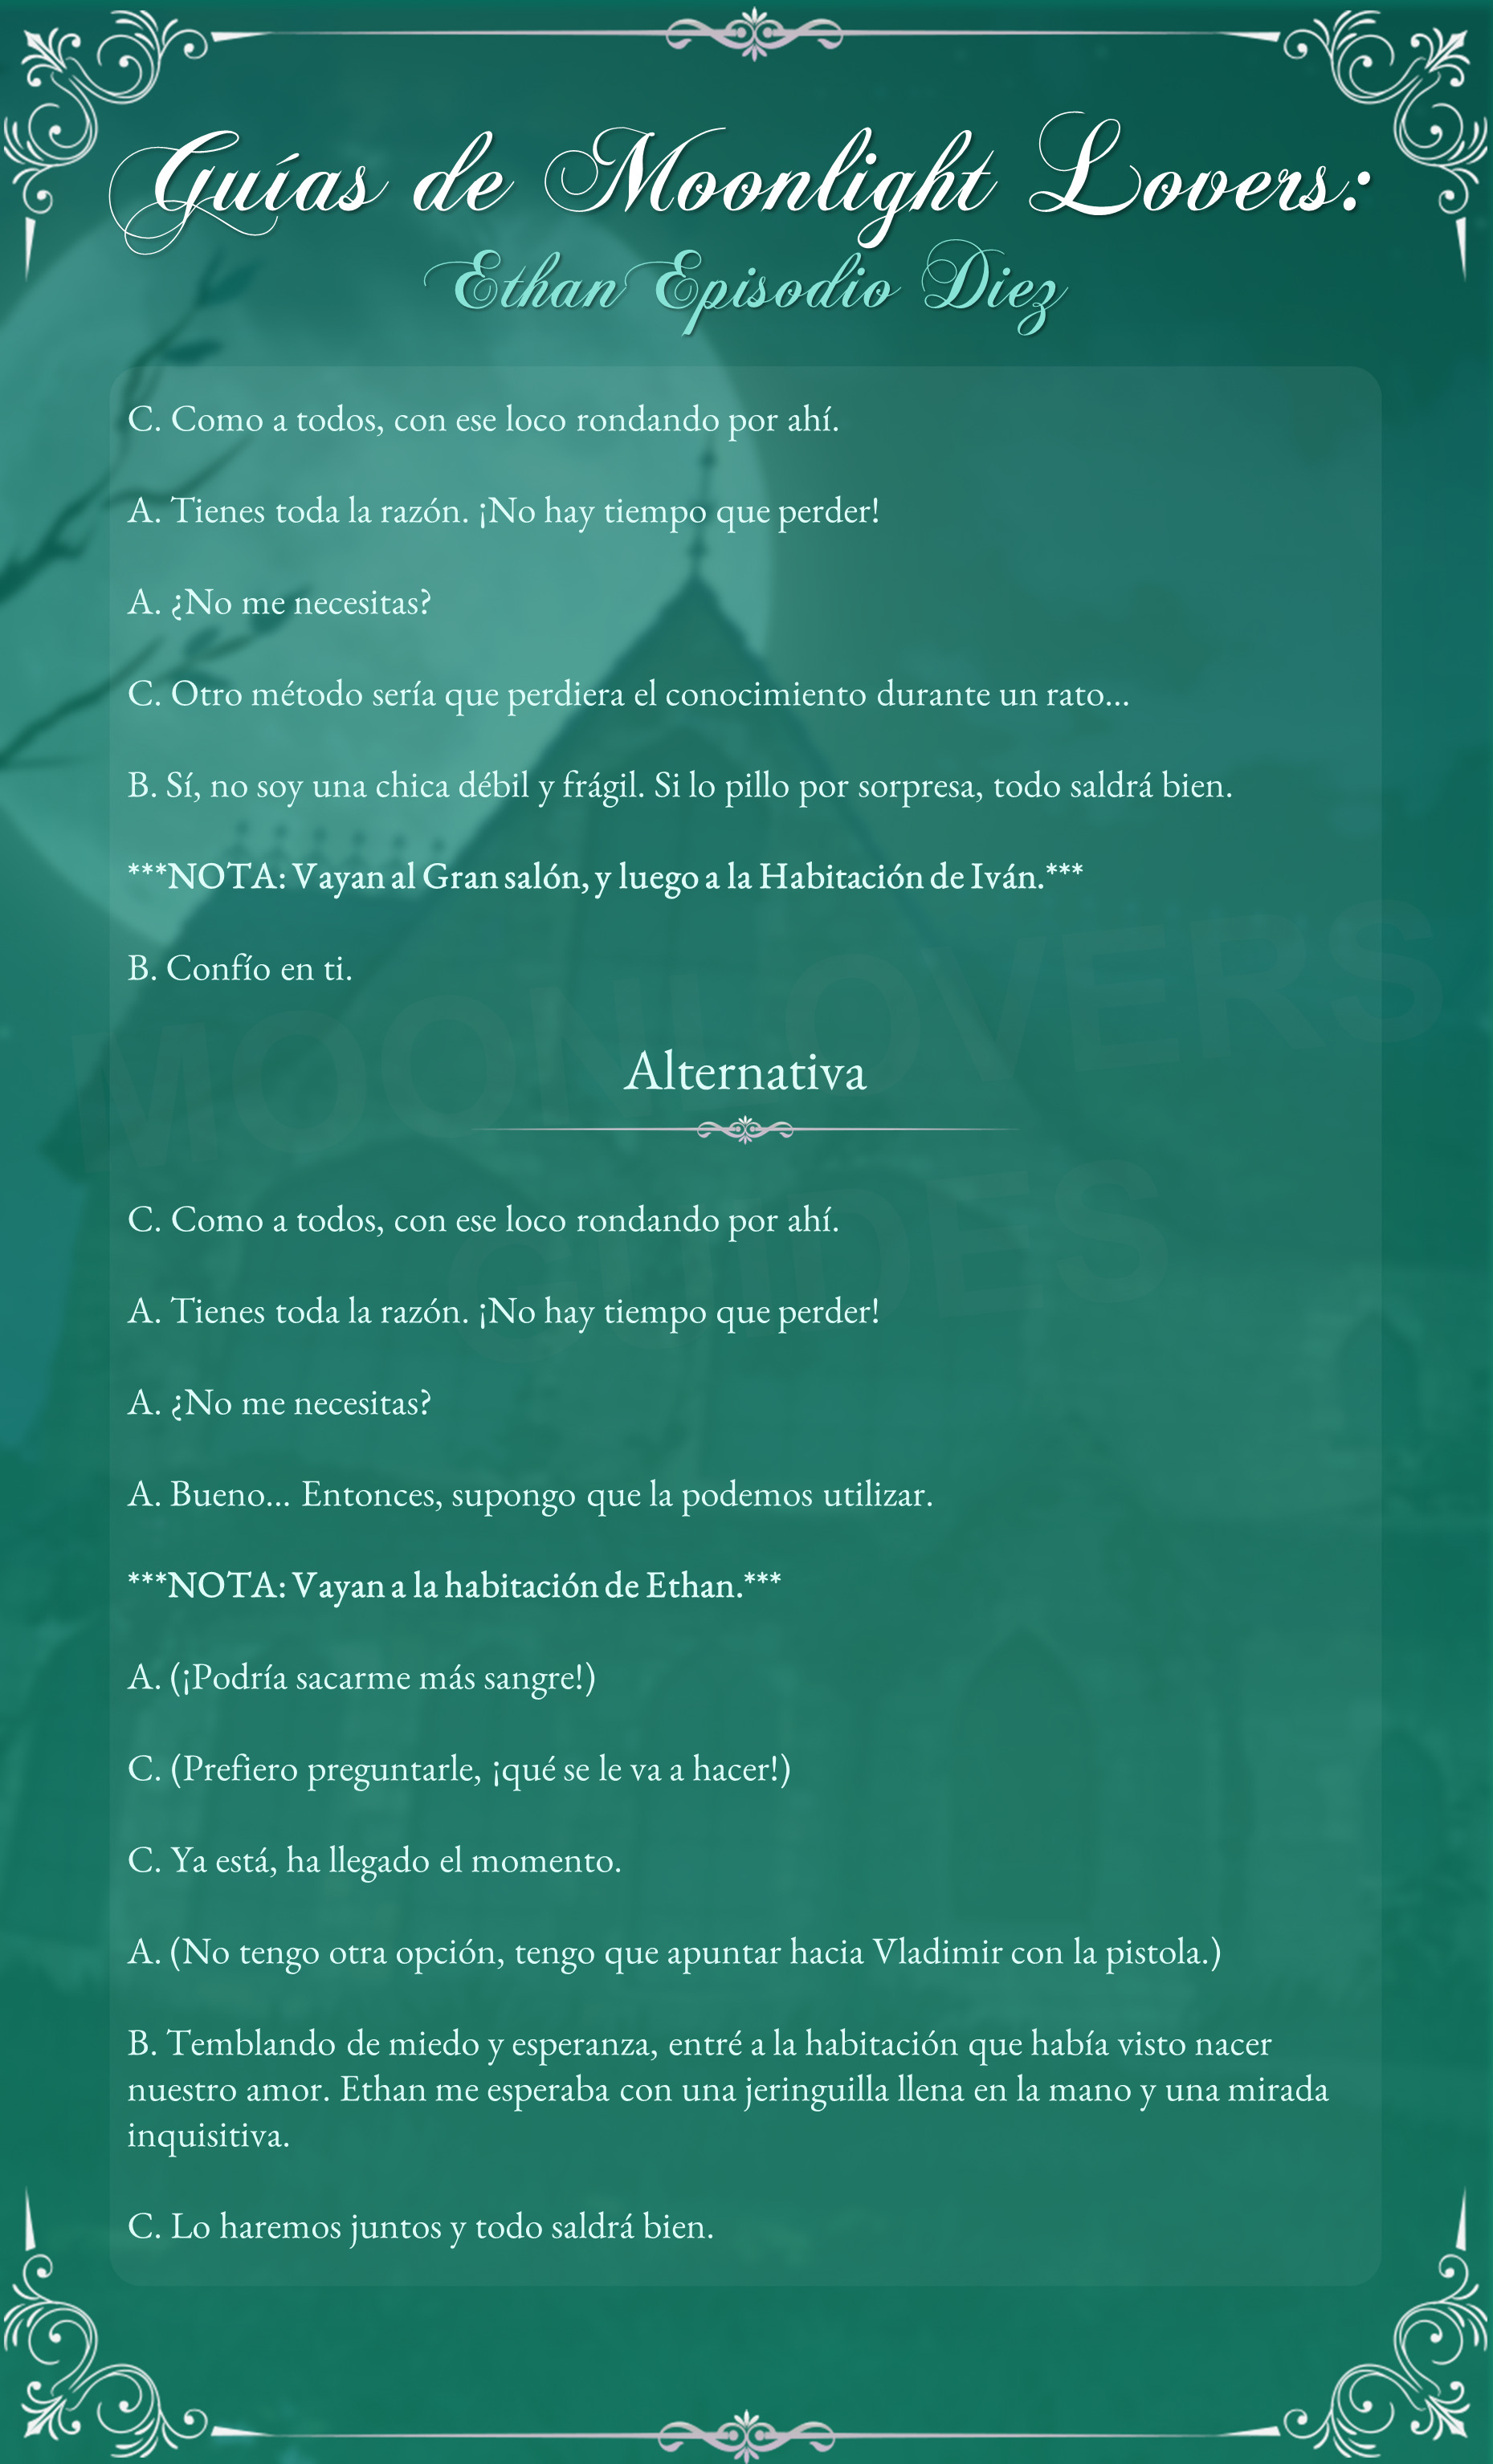 Guías de Moonlight Lovers:
Ethan Episodio Diez
C. Como a todos, con ese loco rondando por ahí.
A. Tienes toda la razón. ¡No hay tiempo que perder!
A. ¿No me necesitas?
C. Otro método sería que perdiera el conocimiento durante un rato...
B. Sí, no soy una chica débil y frágil. Si lo pillo por sorpresa, todo saldrá bien.
***NOTA: Vayan al Gran salón, y luego a la Habitación de Iván.***
B. Confío en ti.
MOONLOVERS
GUIDES
Alternativa
C. Como a todos, con ese loco rondando por ahí.
A. Tienes toda la razón. ¡No hay tiempo que perder!
A. ¿No me necesitas?
A. Bueno... Entonces, supongo que la podemos utilizar.
***NOTA: Vayan a la habitación de Ethan.***
A. (¡Podría sacarme más sangre!)
C. (Prefiero preguntarle, ¡qué se le va a hacer!)
C. Ya está, ha llegado el momento.
A. (No tengo otra opción, tengo que apuntar hacia Vladimir con la pistola.)
B. Temblando de miedo y esperanza, entré a la habitación que había visto nacer
nuestro amor. Ethan me esperaba con una jeringuilla llena en la mano y una mirada
inquisitiva.
C. Lo haremos juntos y todo saldrá bien.